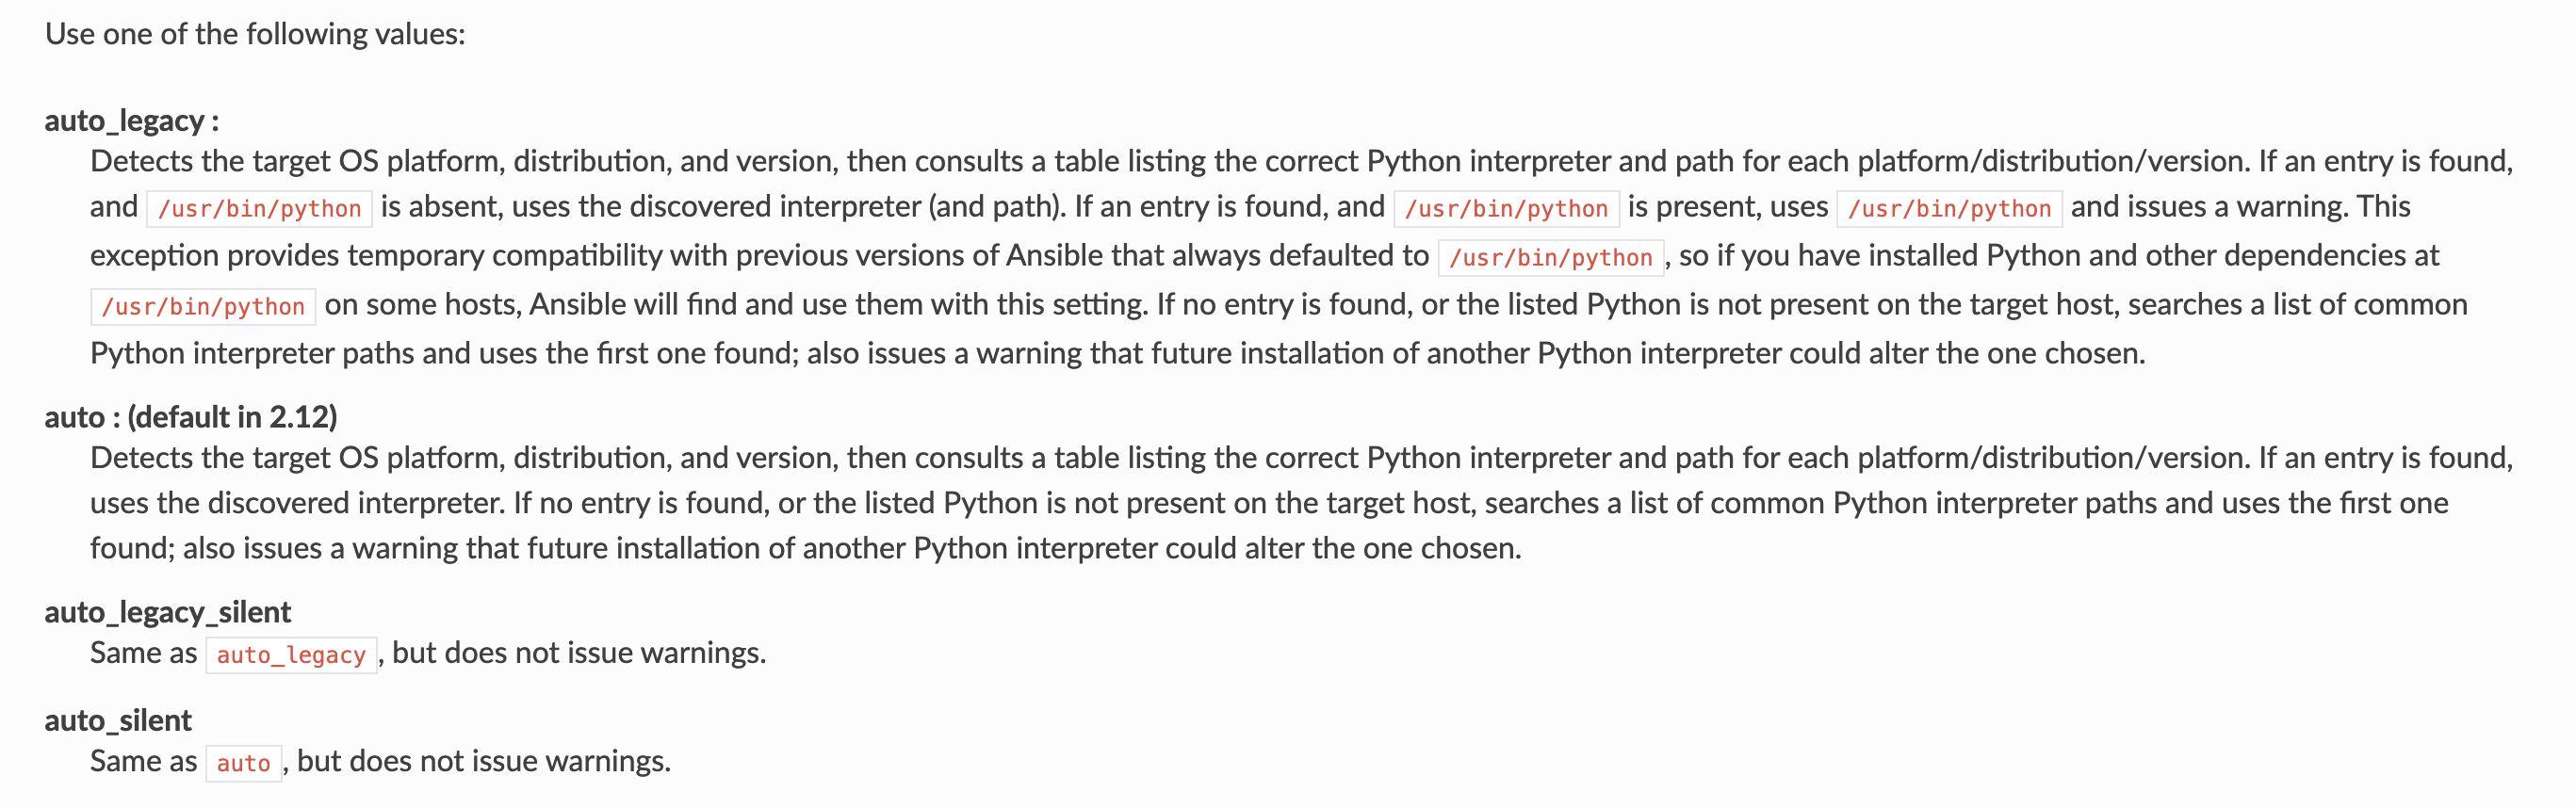 Use one of the following values:
auto_legacy :
Detects the target OS platform, distribution, and version, then consults a table listing the correct Python interpreter and path for each platform/distribution/version. If an entry is found,
and /usr/bin/python is absent, uses the discovered interpreter (and path). If an entry is found, and /usr/bin/python is present, uses /usr/bin/python and issues a warning. This
exception provides temporary compatibility with previous versions of Ansible that always defaulted to /usr/bin/python, so if you have installed Python and other dependencies at
/usr/bin/python on some hosts, Ansible will find and use them with this setting. If no entry is found, or the listed Python is not present on the target host, searches a list of common
Python interpreter paths and uses the first one found; also issues a warning that future installation of another Python interpreter could alter the one chosen.
auto : (default in 2.12)
Detects the target OS platform, distribution, and version, then consults a table listing the correct Python interpreter and path for each platform/distribution/version. If an entry is found,
uses the discovered interpreter. If no entry is found, or the listed Python is not present on the target host, searches a list of common Python interpreter paths and uses the first one
found; also issues a warning that future installation of another Python interpreter could alter the one chosen.
auto_legacy_silent
Same as auto_legacy, but does not issue warnings.
auto_silent
Same as auto, but does not issue warnings.